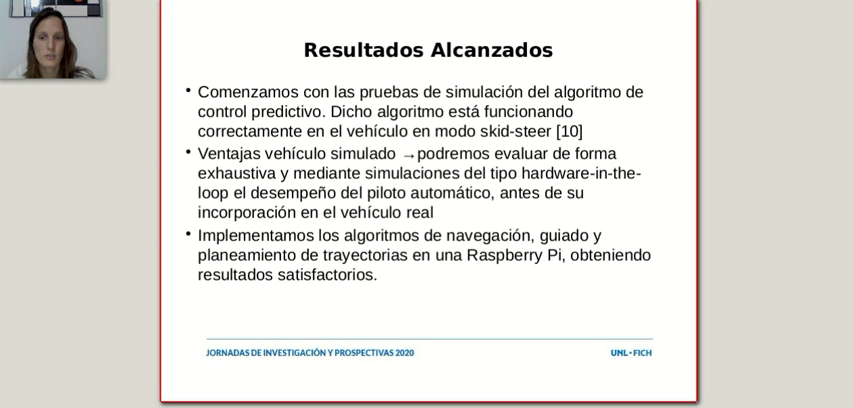 Resultados Alcanzados
• Comenzamos con las pruebas de simulación del algoritmo de
control predictivo. Dicho algoritmo está funcionando
correctamente en el vehículo en modo skid-steer [10]
• Ventajas vehículo simulado →podremos evaluar de forma
exhaustiva y mediante simulaciones del tipo hardware-in-the-
loop el desempeño del piloto automático, antes de su
incorporación en el vehículo real
• Implementamos los algoritmos de navegación, guiado y
planeamiento de trayectorias en una Raspberry Pi, obteniendo
resultados satisfactorios.
JORNADAS DE INVESTIGACIÓN Y PROSPECTIVAS 2020
UNL•FICH